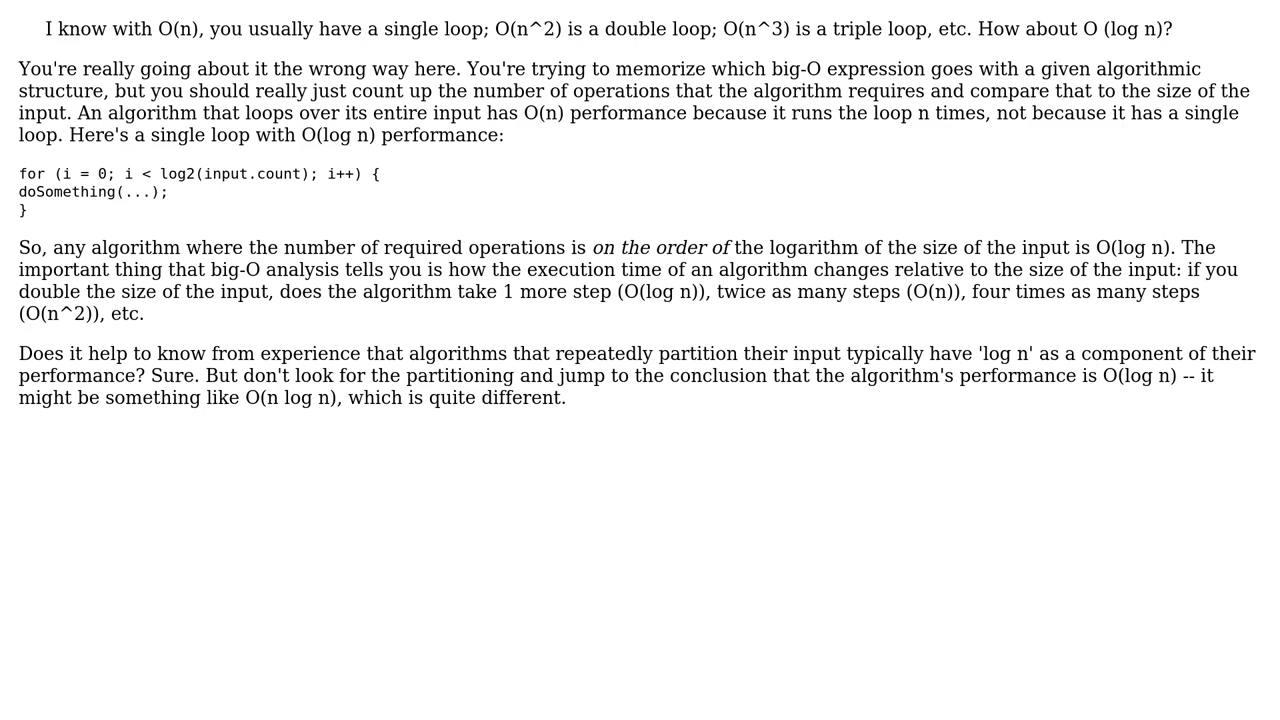 I know with O(n), you usually have a single loop; O(n^2) is a double loop; O(n^3) is a triple loop, etc. How about O (log n)?
You're really going about it the wrong way here. You're trying to memorize which big-O expression goes with a given algorithmic
structure, but you should really just count up the number of operations that the algorithm requires and compare that to the size of the
input. An algorithm that loops over its entire input has O(n) performance because it runs the loop n times, not because it has a single
loop. Here's a single loop with O(log n) performance:
for (i = 0; i < log2(input.count); i++) {
doSomething(...);
}
So, any algorithm where the number of required operations is on the order of the logarithm of the size of the input is O(log n). The
important thing that big-O analysis tells you is how the execution time of an algorithm changes relative to the size of the input: if you
double the size of the input, does the algorithm take 1 more step (O(log n)), twice as many steps (O(n)), four times as many steps
(O(n^2)), etc.
Does it help to know from experience that algorithms that repeatedly partition their input typically have 'log n' as a component of their
performance? Sure. But don't look for the partitioning and jump to the conclusion that the algorithm's performance is O(log n) -- it
might be something like O(n log n), which is quite different.